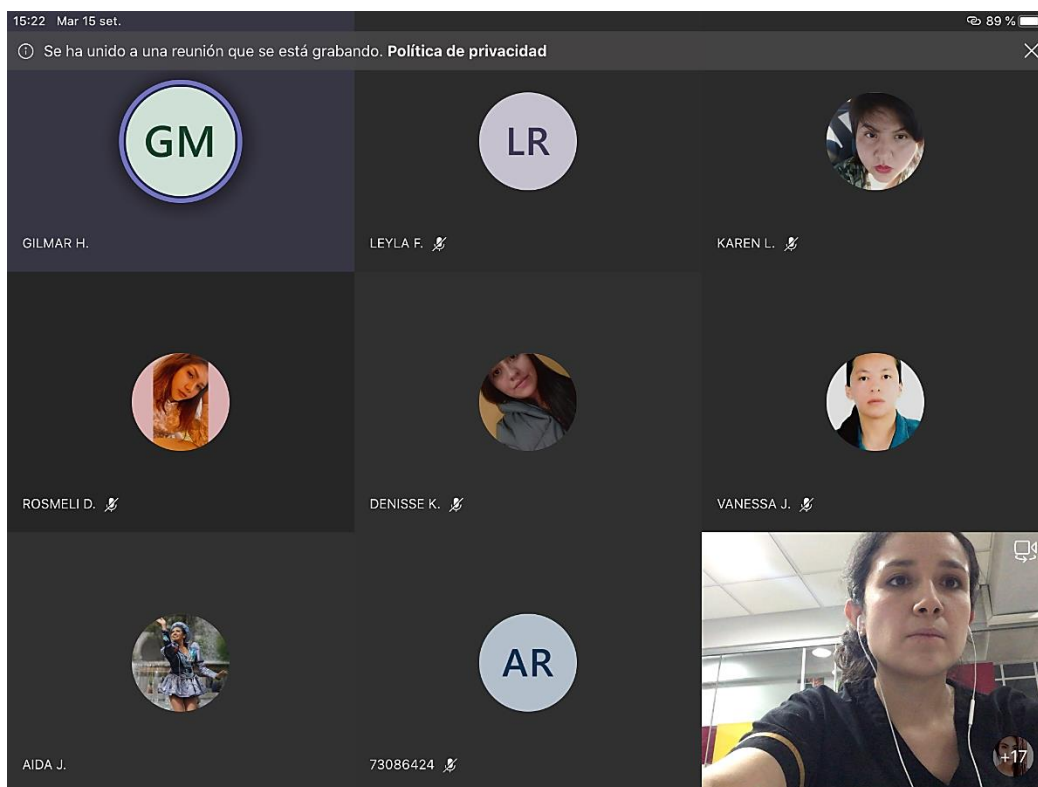 15:22 Mar 15 set.
89 %
Se ha unido a una reunión que se está grabando. Política de privacidad
GM
LR
GILMAR H.
LEYLA F.
KAREN L.
ROSMELI D.
DENISSE K.
VANESSA J.
AR
AIDA J.
73086424
+17